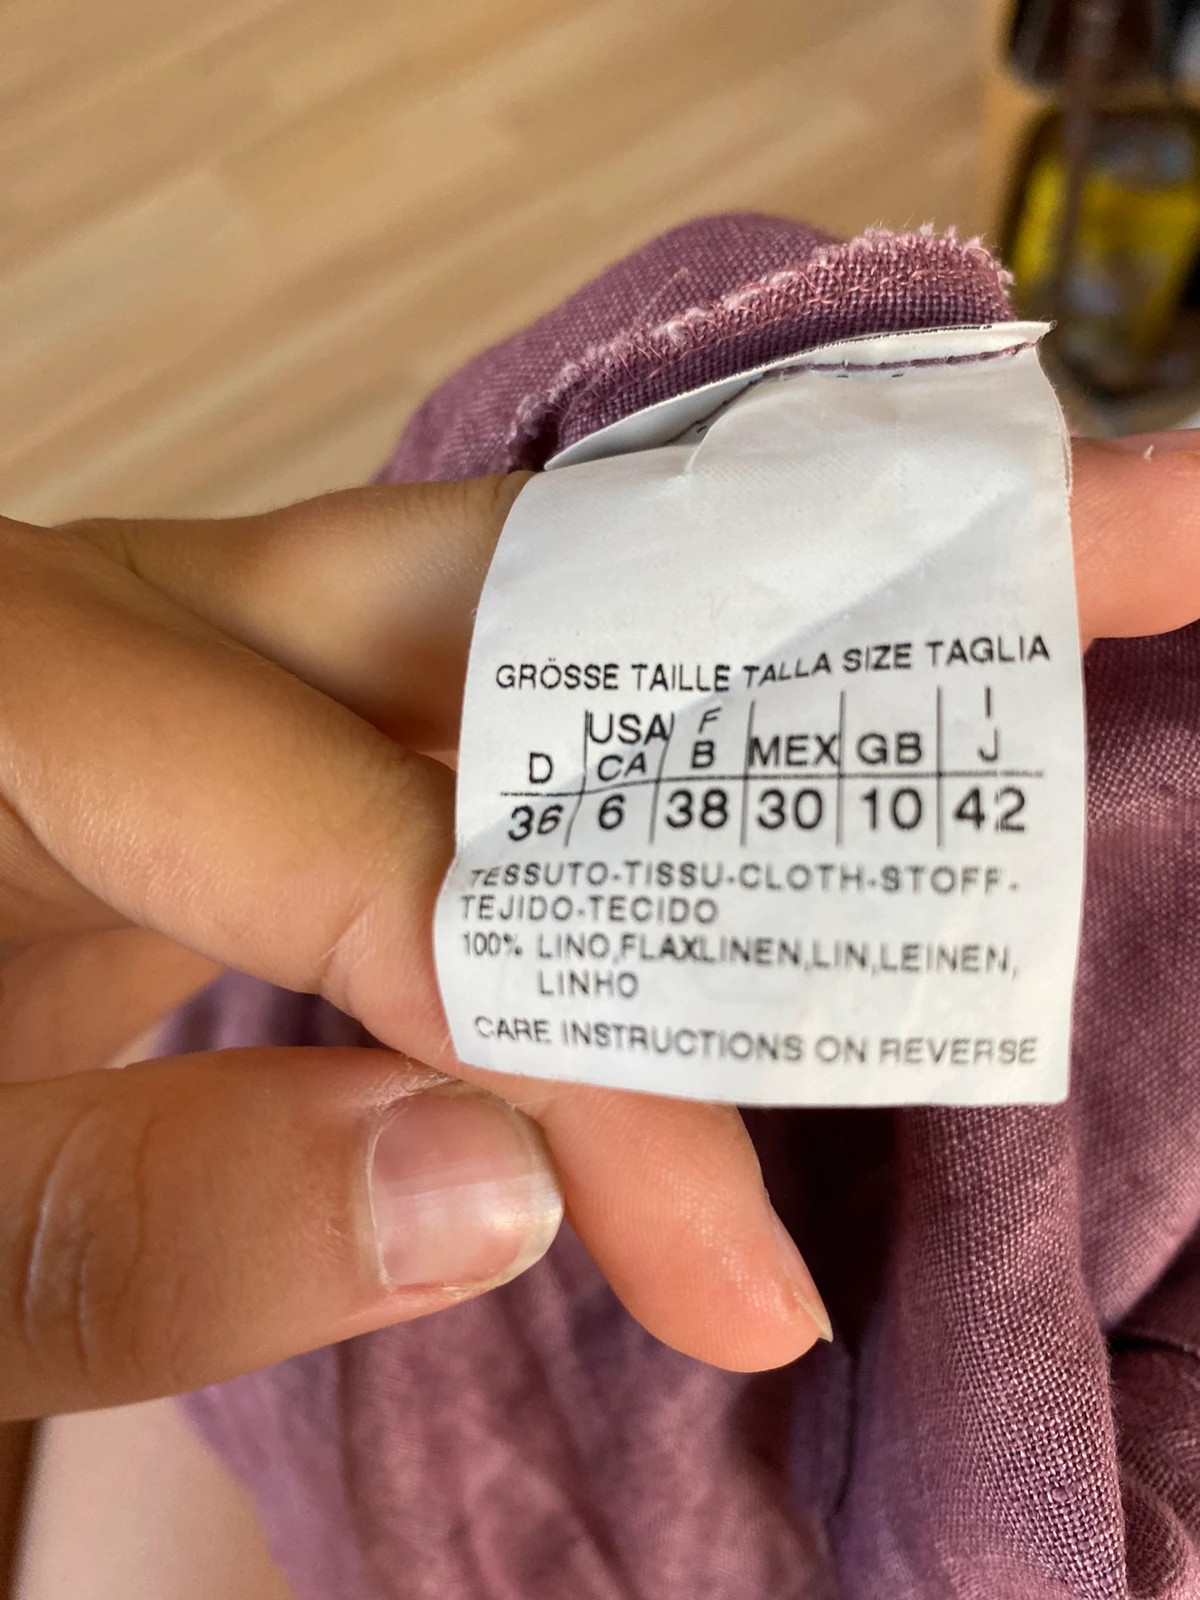 GRÖSSE TAILLE TALLA SIZE TAGLIA
D USA CA F B MEX GB I J
36 6 38 30 10 42
TESSUTO-TISSU-CLOTH-STOFF-
TEJIDO-TECIDO
100% LINO,FLAXLINEN,LIN,LEINEN,
LINHO
CARE INSTRUCTIONS ON REVERSE